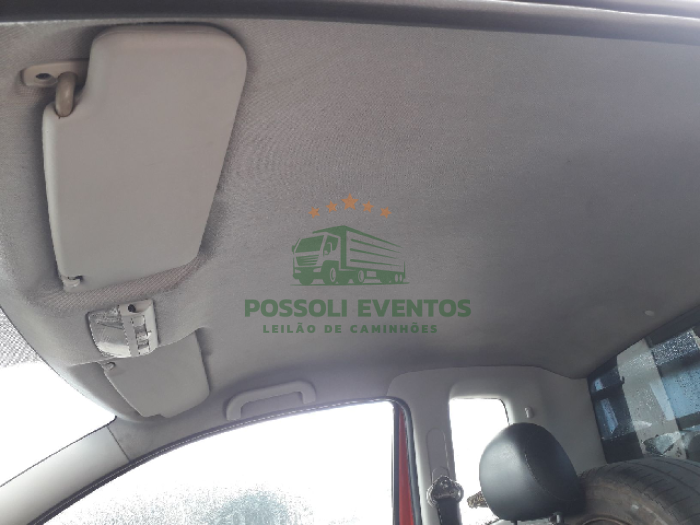 POSSOLI EVENTOS
LEILÃO DE CAMINHÕES